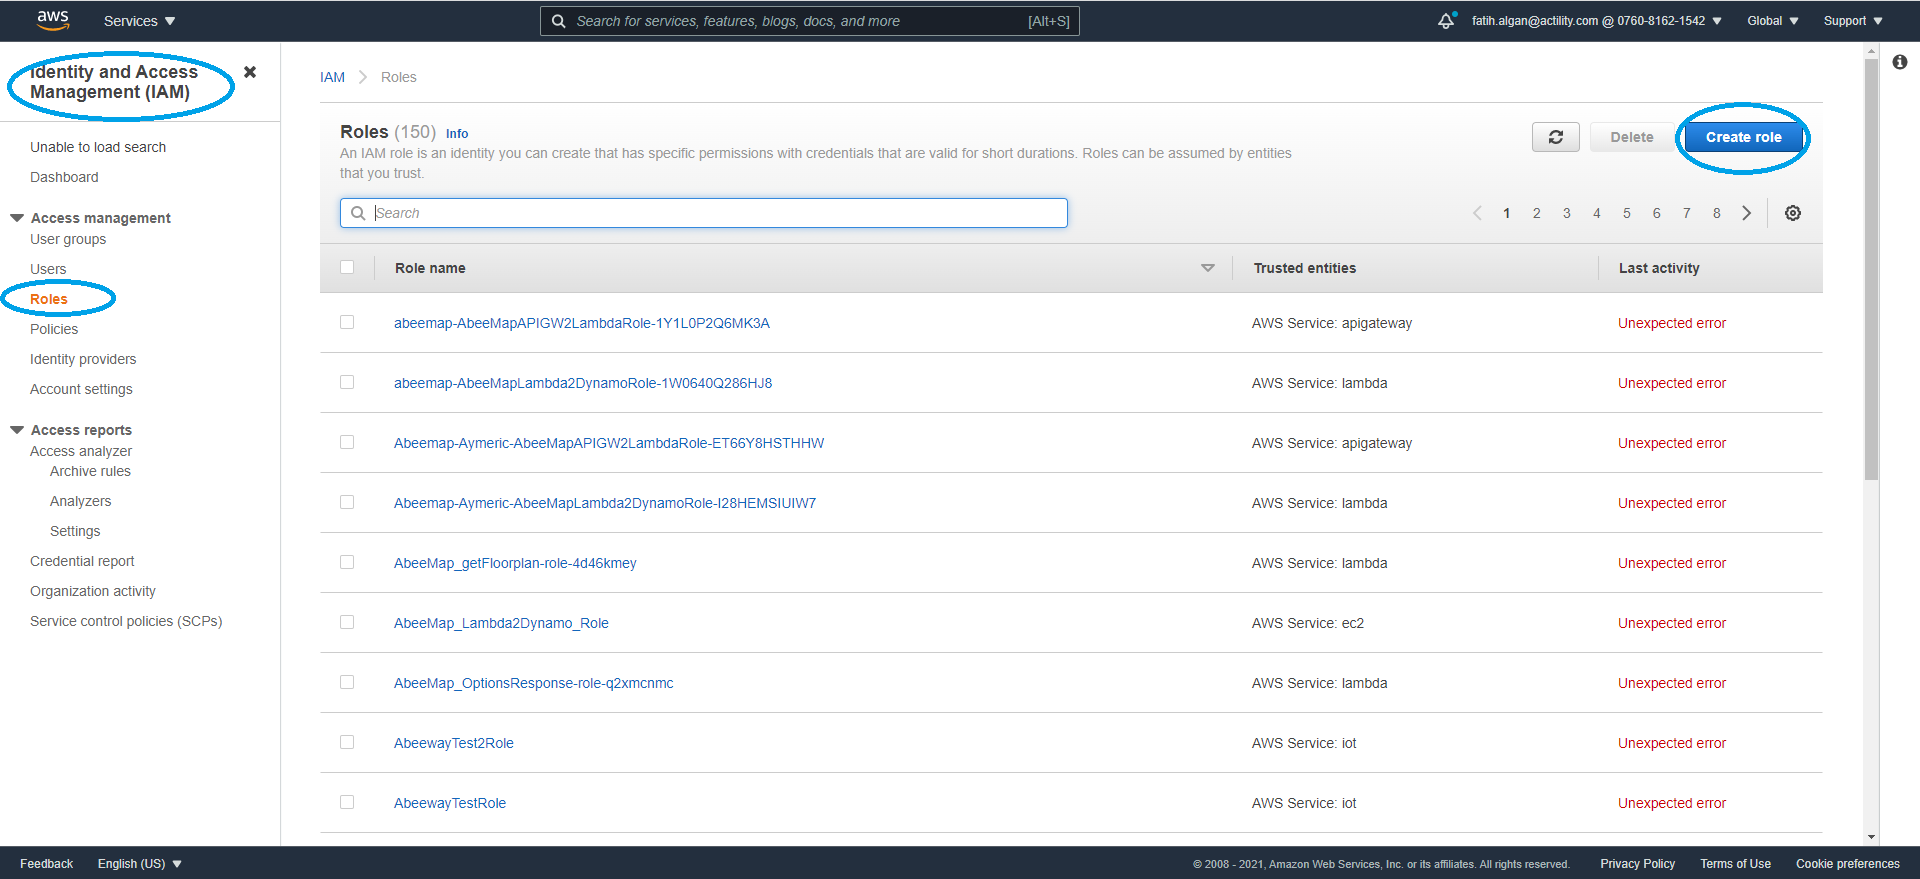 aws
Services
Search for services, features, blogs, docs, and more
[Alt+S]
fatih.algan@actility.com @ 0760-8162-1542
Global
Support
Identity and Access
Management (IAM)
Unable to load search
Dashboard
Access management
User groups
Users
Roles
Policies
Identity providers
Account settings
Access reports
Access analyzer
Archive rules
Analyzers
Settings
Credential report
Organization activity
Service control policies (SCPs)
IAM
Roles
Roles (150) Info
An IAM role is an identity you can create that has specific permissions with credentials that are valid for short durations. Roles can be assumed by entities
that you trust.
Delete
Create role
Search
1 2 3 4 5 6 7 8
Role name Trusted entities Last activity
abeemap-AbeeMapAPIGW2LambdaRole-1Y1L0P2Q6MK3A AWS Service: apigateway Unexpected error
abeemap-AbeeMapLambda2DynamoRole-1W0640Q286HJ8 AWS Service: lambda Unexpected error
Abeemap-Aymeric-AbeeMapAPIGW2LambdaRole-ET66Y8HSTHHW AWS Service: apigateway Unexpected error
Abeemap-Aymeric-AbeeMapLambda2DynamoRole-I28HEMSIUIW7 AWS Service: lambda Unexpected error
AbeeMap_getFloorplan-role-4d46kmey AWS Service: lambda Unexpected error
AbeeMap_Lambda2Dynamo_Role AWS Service: ec2 Unexpected error
AbeeMap_OptionsResponse-role-q2xmcnmc AWS Service: lambda Unexpected error
AbeewayTest2Role AWS Service: iot Unexpected error
AbeewayTestRole AWS Service: iot Unexpected error
Feedback
English (US)
© 2008 - 2021, Amazon Web Services, Inc. or its affiliates. All rights reserved.
Privacy Policy
Terms of Use
Cookie preferences